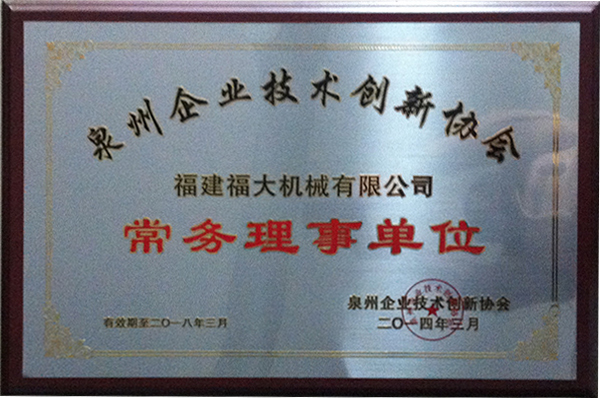 泉州企业技术创新协会
福建福大机械有限公司
常务理事单位
泉州企业技术创新协会
有效期至二〇一八年三月
二〇一四年三月